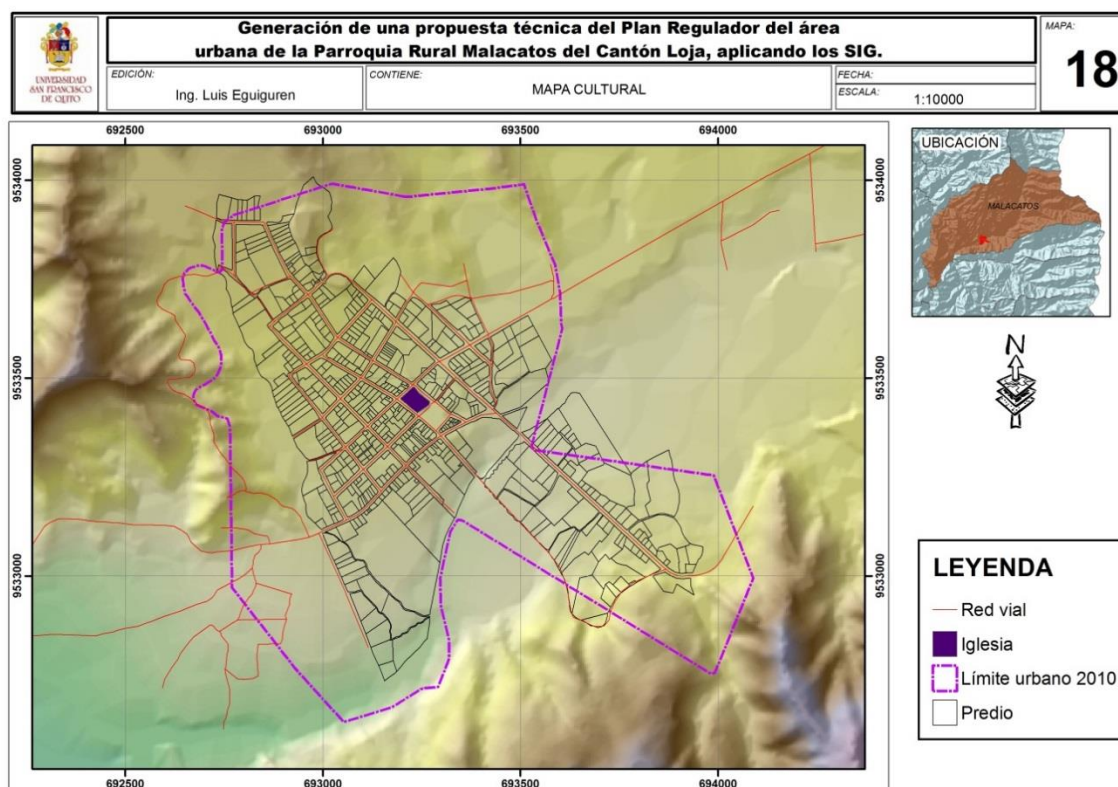 UNIVERSIDAD
SAN FRANCISCO
DE QUITO
Generación de una propuesta técnica del Plan Regulador del área
urbana de la Parroquia Rural Malacatos del Cantón Loja, aplicando los SIG.
EDICIÓN:
Ing. Luis Eguiguren
CONTIENE:
MAPA CULTURAL
FECHA:
ESCALA:
1:10000
MAPA:
18
692500 693000 693500 694000
9534000 9534000
9533500 9533500
9533000 9533000
692500 693000 693500 694000
UBICACIÓN
MALACATOS
N
LEYENDA
Red vial
Iglesia
Límite urbano 2010
Predio